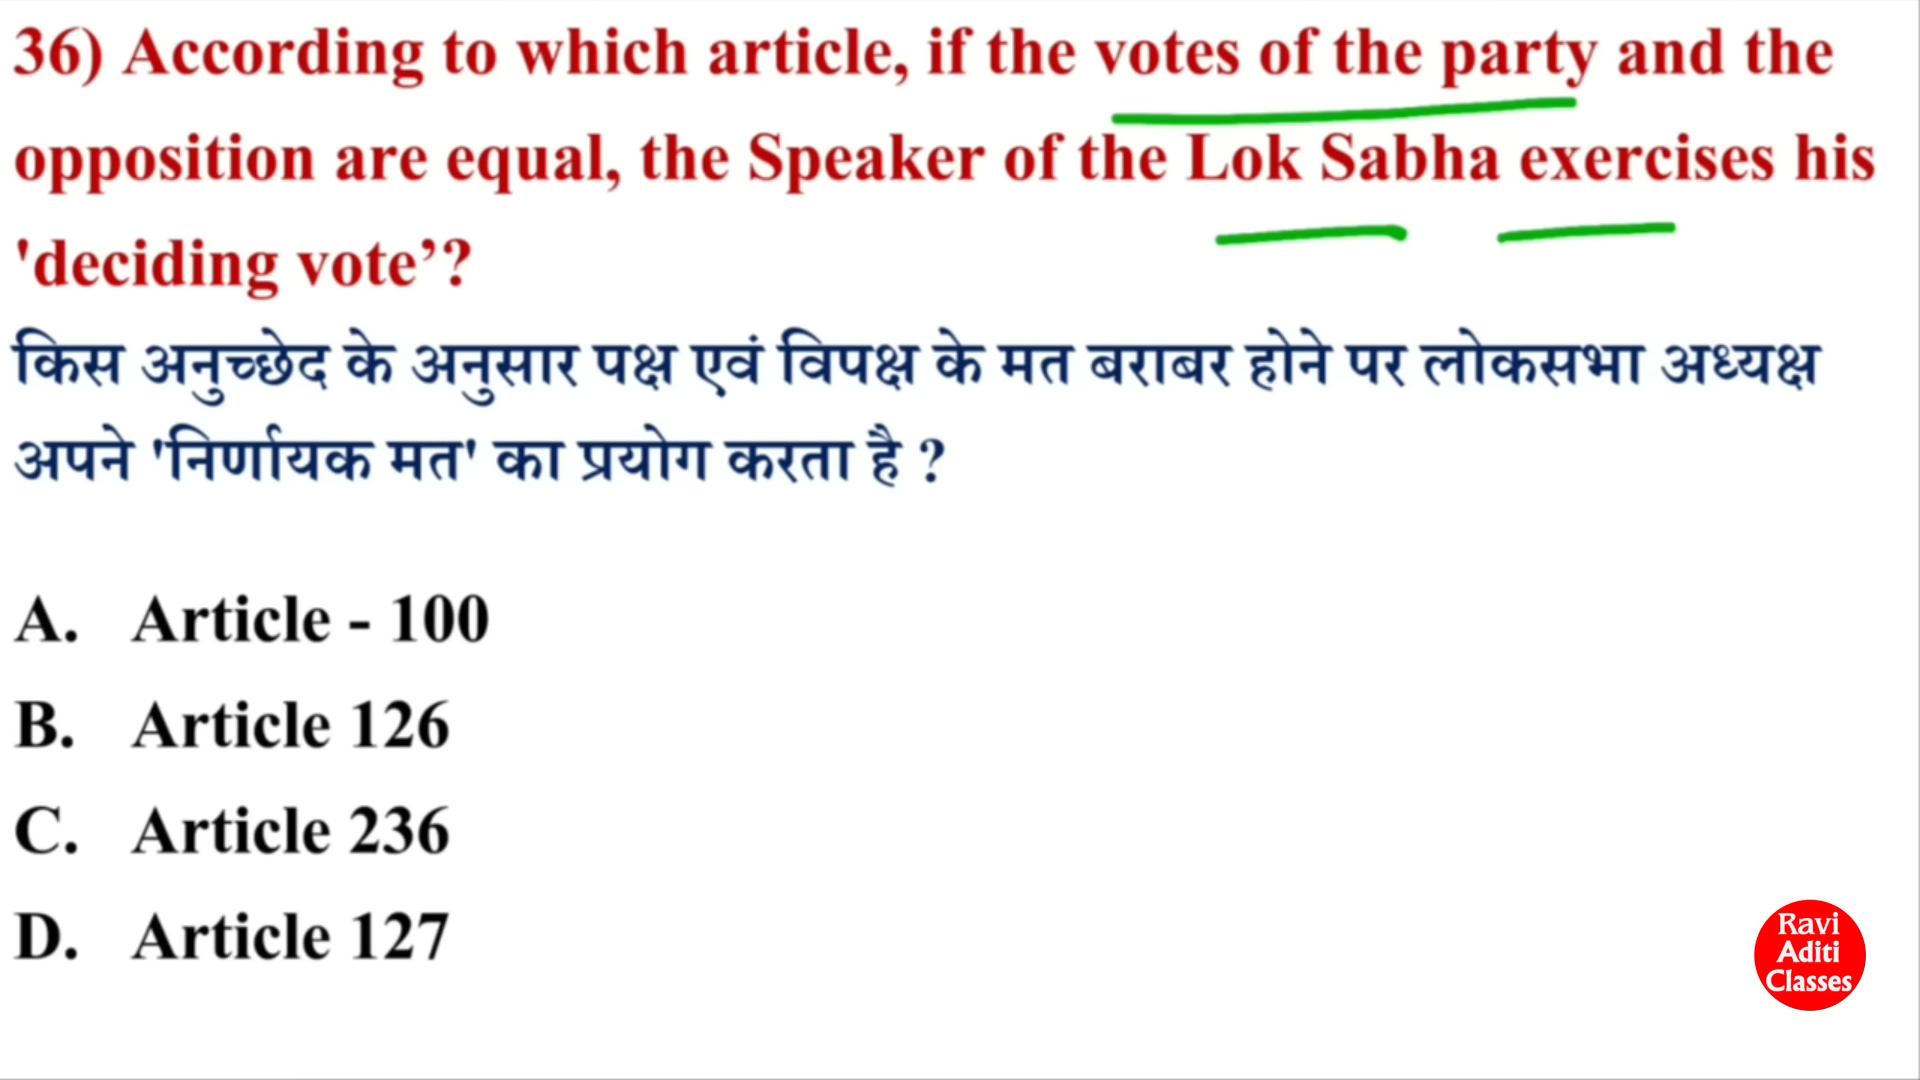 36) According to which article, if the votes of the party and the
opposition are equal, the Speaker of the Lok Sabha exercises his
'deciding vote’?
किस अनुच्छेद के अनुसार पक्ष एवं विपक्ष के मत बराबर होने पर लोकसभा अध्यक्ष
अपने 'निर्णायक मत' का प्रयोग करता है ?
A. Article - 100
B. Article 126
C. Article 236
D. Article 127
Ravi
Aditi
Classes